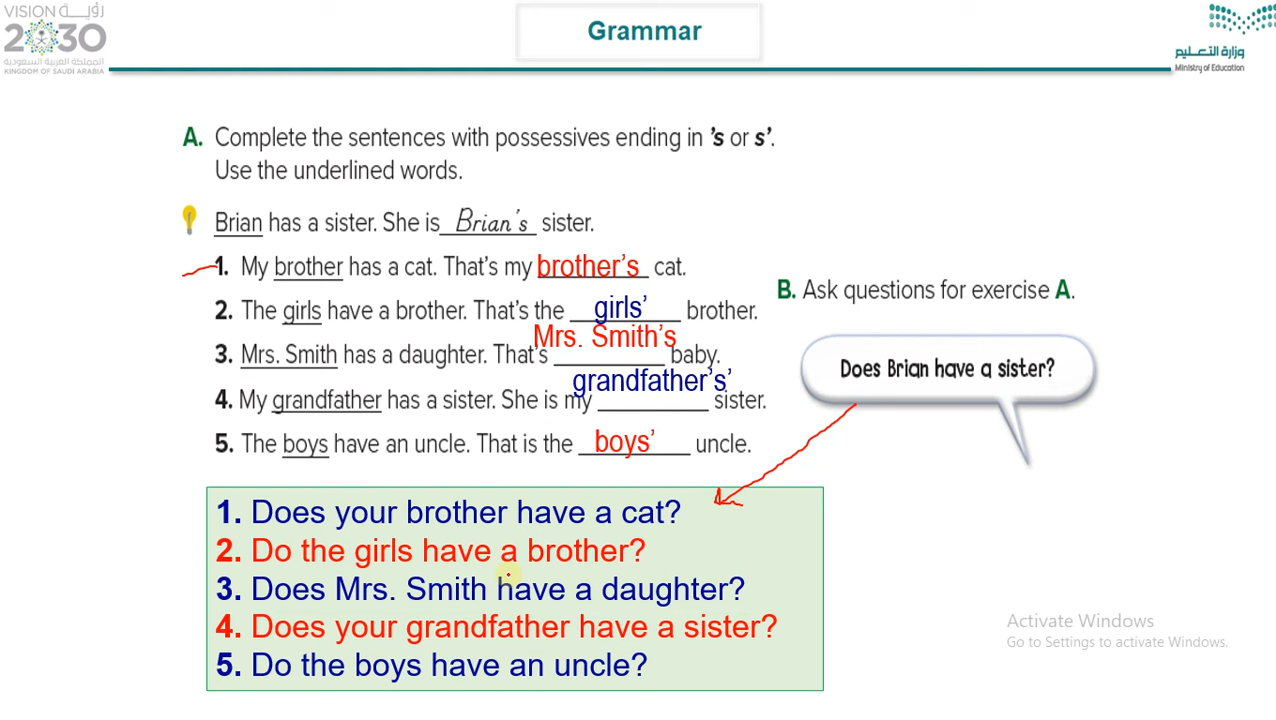 VISION رؤيــة
2030
المملكة العربية السعودية
KINGDOM OF SAUDI ARABIA
Grammar
وزارة التعليم
Ministry of Education
A. Complete the sentences with possessives ending in 's or s'.
Use the underlined words.
Brian has a sister. She is Brian's sister.
1. My brother has a cat. That's my brother's cat.
2. The girls have a brother. That's the girls' brother.
3. Mrs. Smith has a daughter. That's Mrs. Smith's baby.
4. My grandfather has a sister. She is my grandfather's' sister.
5. The boys have an uncle. That is the boys' uncle.
B. Ask questions for exercise A.
Does Brian have a sister?
1. Does your brother have a cat?
2. Do the girls have a brother?
3. Does Mrs. Smith have a daughter?
4. Does your grandfather have a sister?
5. Do the boys have an uncle?
Activate Windows
Go to Settings to activate Windows.